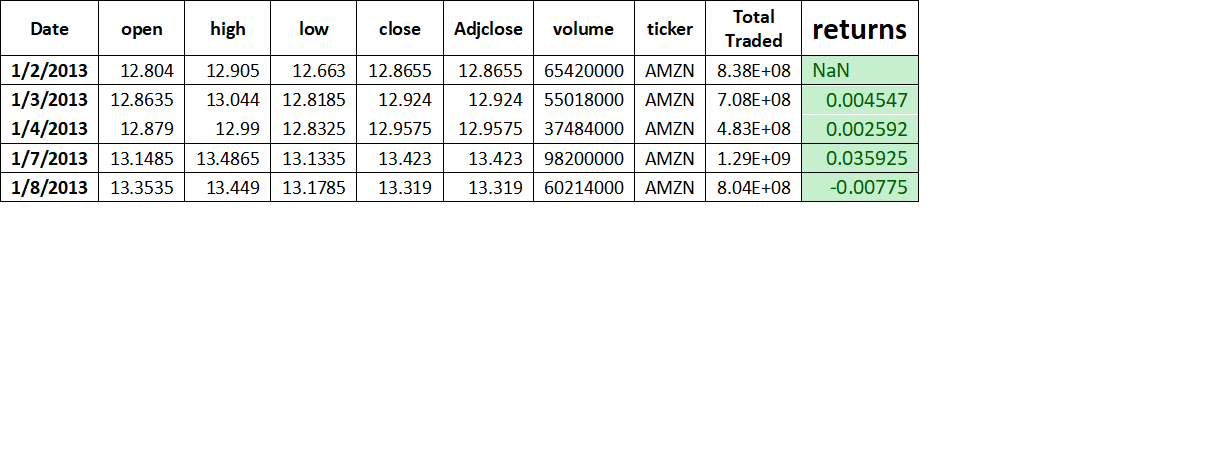 Date open high low close Adjclose volume ticker Total Traded returns
1/2/2013 12.804 12.905 12.663 12.8655 12.8655 65420000 AMZN 8.38E+08 NaN
1/3/2013 12.8635 13.044 12.8185 12.924 12.924 55018000 AMZN 7.08E+08 0.004547
1/4/2013 12.879 12.99 12.8325 12.9575 12.9575 37484000 AMZN 4.83E+08 0.002592
1/7/2013 13.1485 13.4865 13.1335 13.423 13.423 98200000 AMZN 1.29E+09 0.035925
1/8/2013 13.3535 13.449 13.1785 13.319 13.319 60214000 AMZN 8.04E+08 -0.00775